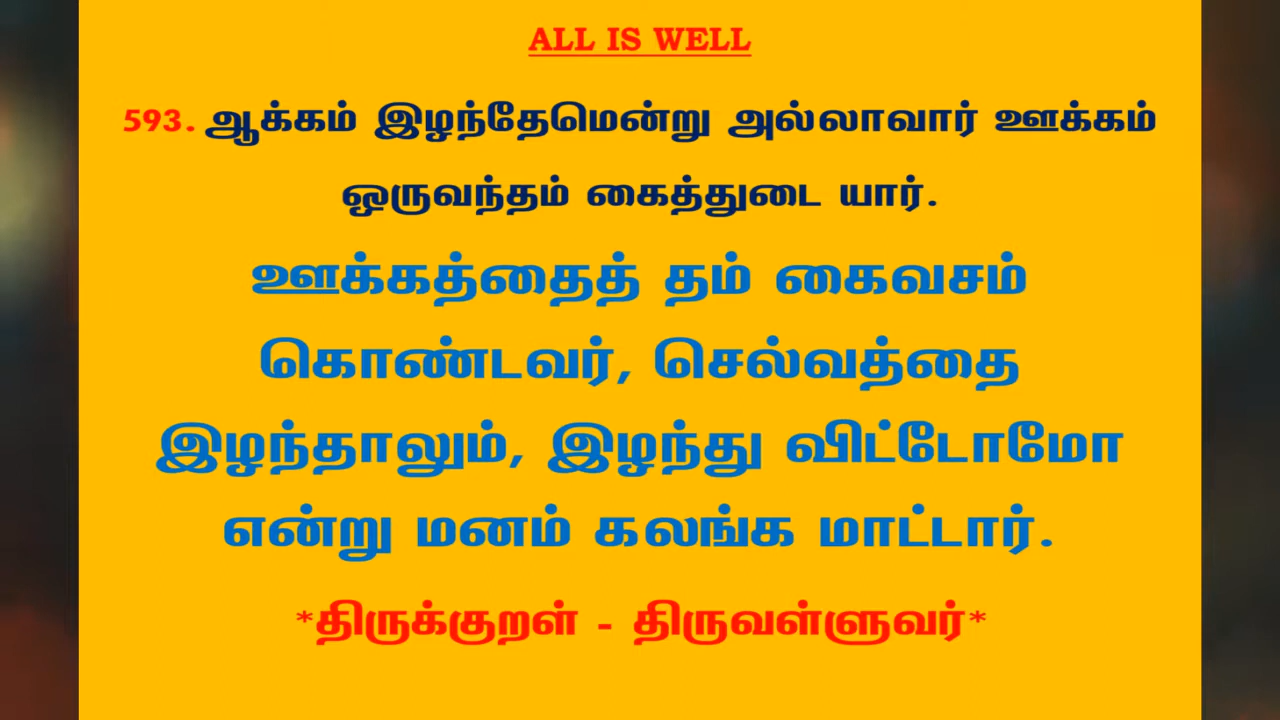 ALL IS WELL
593. ஆக்கம் இழந்தேமென்று அல்லாவார் ஊக்கம்
ஒருவந்தம் கைத்துடை யார்.
ஊக்கத்தைத் தம் கைவசம்
கொண்டவர், செல்வத்தை
இழந்தாலும், இழந்து விட்டோமோ
என்று மனம் கலங்க மாட்டார்.
*திருக்குறள் - திருவள்ளுவர்*